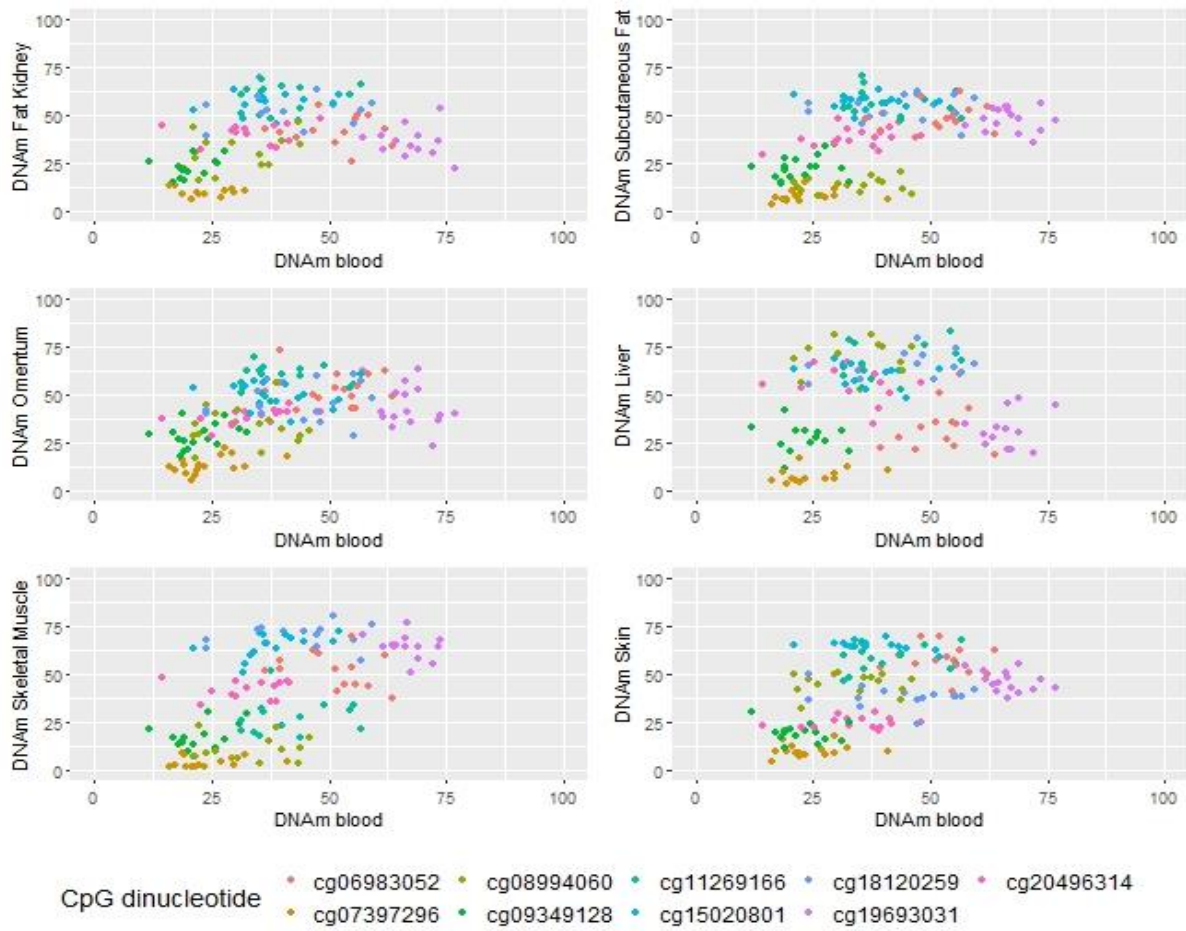 DNAm Fat Kidney
100
75
50
25
0
0 25 50 75 100
DNAm blood
DNAm Subcutaneous Fat
100
75
50
25
0
0 25 50 75 100
DNAm blood
DNAm Omentum
100
75
50
25
0
0 25 50 75 100
DNAm blood
DNAm Liver
100
75
50
25
0
0 25 50 75 100
DNAm blood
DNAm Skeletal Muscle
100
75
50
25
0
0 25 50 75 100
DNAm blood
DNAm Skin
100
75
50
25
0
0 25 50 75 100
DNAm blood
CpG dinucleotide
cg06983052 cg08994060 cg11269166 cg18120259 cg20496314
cg07397296 cg09349128 cg15020801 cg19693031